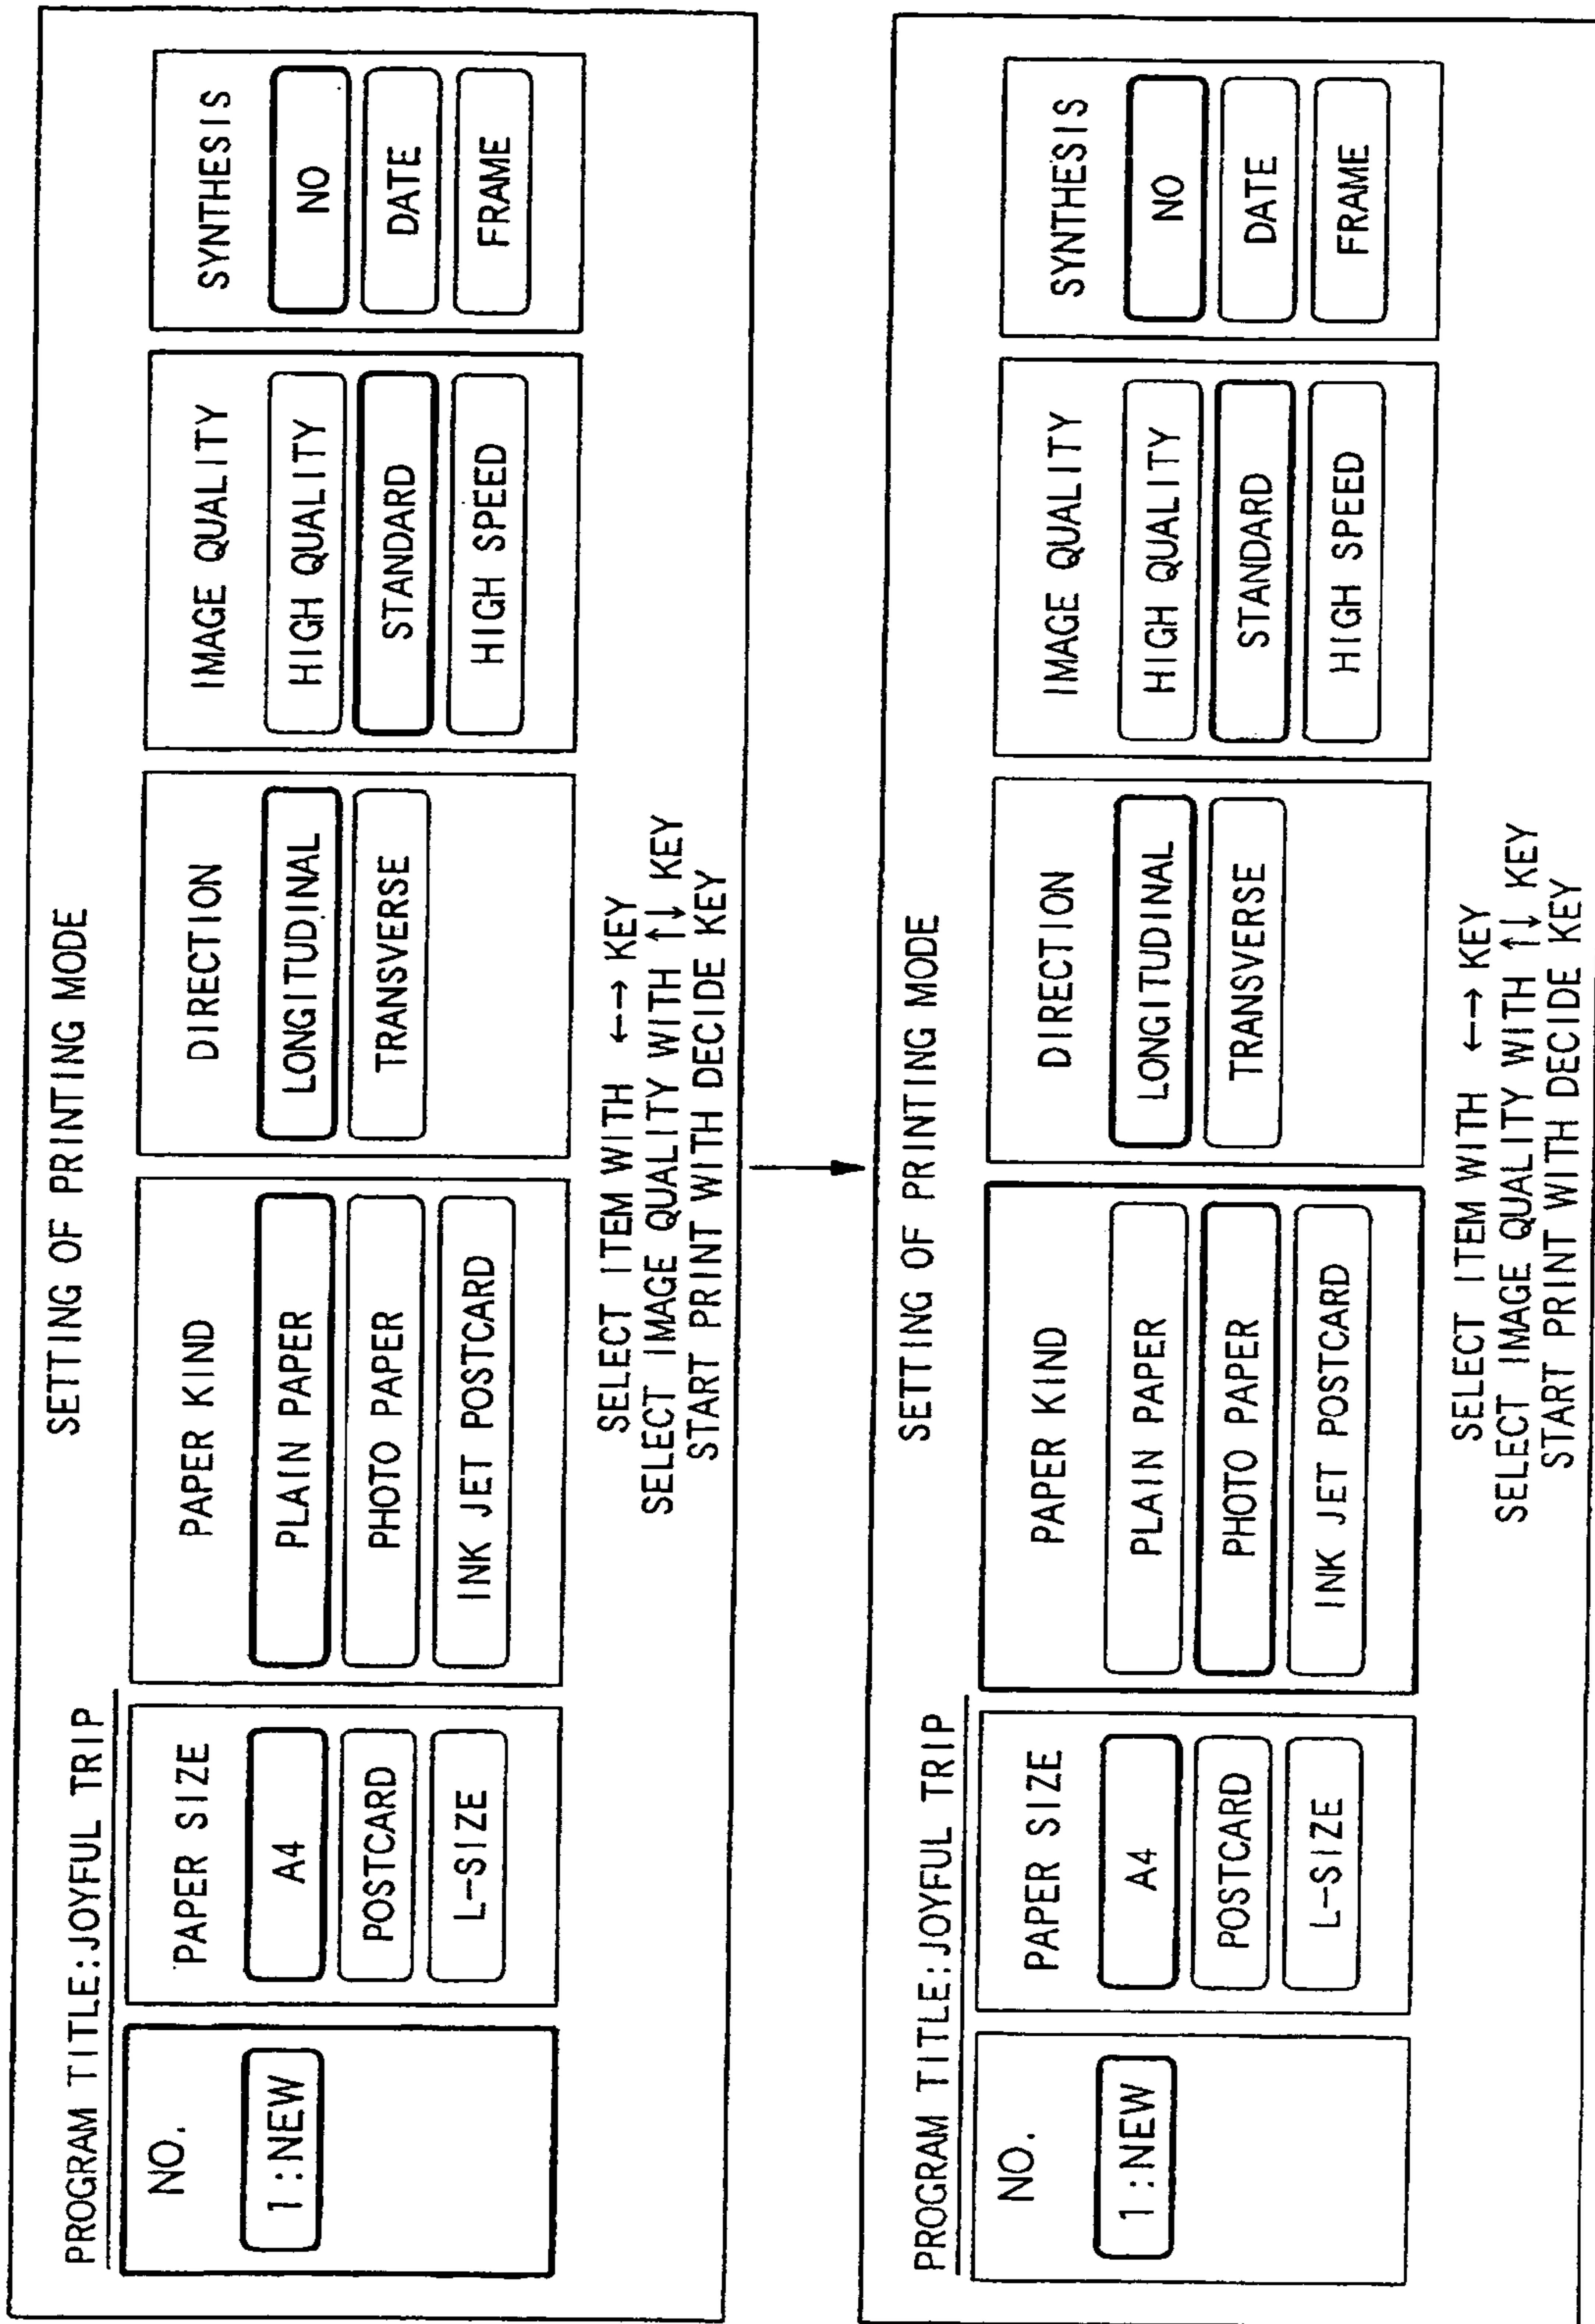 SETTING OF PRINTING MODE
PROGRAM TITLE:JOYFUL TRIP
NO.
1:NEW
PAPER SIZE
A4
POSTCARD
L-SIZE
PAPER KIND
PLAIN PAPER
PHOTO PAPER
INK JET POSTCARD
DIRECTION
LONGITUDINAL
TRANSVERSE
IMAGE QUALITY
HIGH QUALITY
STANDARD
HIGH SPEED
SYNTHESIS
NO
DATE
FRAME
SELECT ITEM WITH ←→ KEY
SELECT IMAGE QUALITY WITH ↑↓ KEY
START PRINT WITH DECIDE KEY
SETTING OF PRINTING MODE
PROGRAM TITLE:JOYFUL TRIP
NO.
1:NEW
PAPER SIZE
A4
POSTCARD
L-SIZE
PAPER KIND
PLAIN PAPER
PHOTO PAPER
INK JET POSTCARD
DIRECTION
LONGITUDINAL
TRANSVERSE
IMAGE QUALITY
HIGH QUALITY
STANDARD
HIGH SPEED
SYNTHESIS
NO
DATE
FRAME
SELECT ITEM WITH ←→ KEY
SELECT IMAGE QUALITY WITH ↑↓ KEY
START PRINT WITH DECIDE KEY